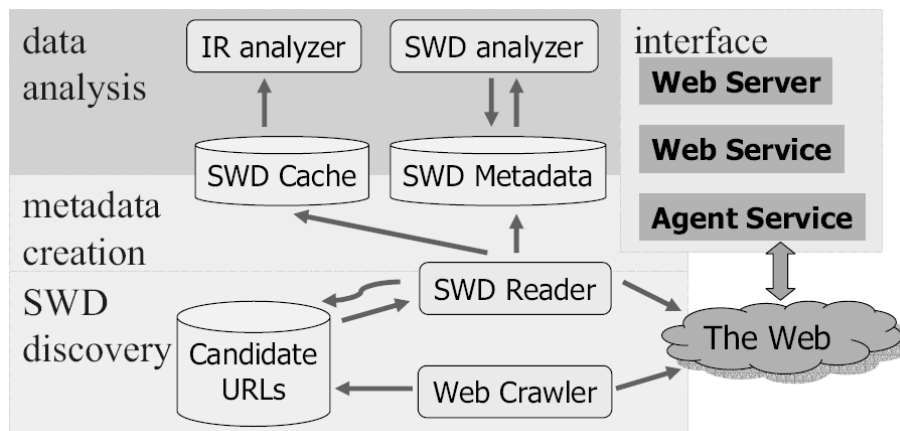 data
analysis
IR analyzer
SWD analyzer
interface
Web Server
Web Service
Agent Service
SWD Cache
SWD Metadata
metadata
creation
SWD Reader
SWD
discovery
Candidate
URLs
Web Crawler
The Web